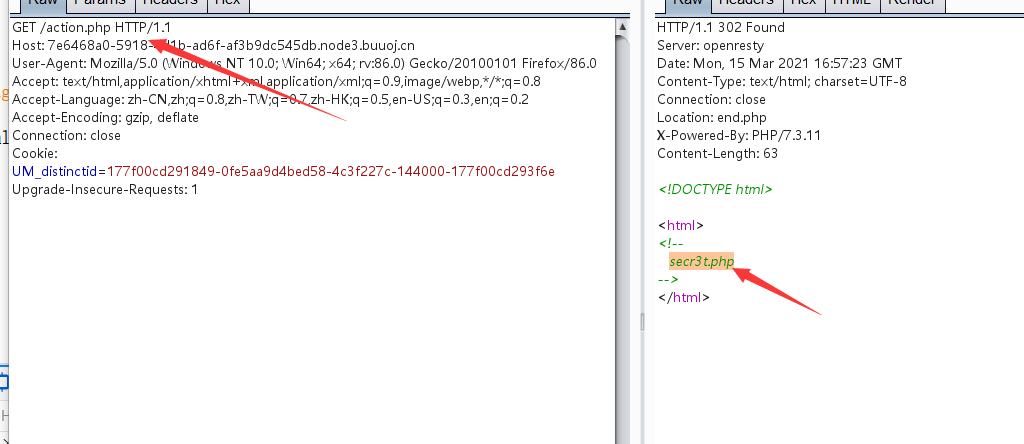 Raw Params Headers Hex
GET /action.php HTTP/1.1
Host: 7e6468a0-5918- 1b-ad6f-af3b9dc545db.node3.buuoj.cn
User-Agent: Mozilla/5.0 (Windows NT 10.0; Win64; x64; rv:86.0) Gecko/20100101 Firefox/86.0
Accept: text/html,application/xhtml+xml,application/xml;q=0.9,image/webp,*/*;q=0.8
Accept-Language: zh-CN,zh;q=0.8,zh-TW;q=0.7,zh-HK;q=0.5,en-US;q=0.3,en;q=0.2
Accept-Encoding: gzip, deflate
Connection: close
Cookie:
UM_distinctid=177f00cd291849-0fe5aa9d4bed58-4c3f227c-144000-177f00cd293f6e
Upgrade-Insecure-Requests: 1
Raw Headers Hex HTML Render
HTTP/1.1 302 Found
Server: openresty
Date: Mon, 15 Mar 2021 16:57:23 GMT
Content-Type: text/html; charset=UTF-8
Connection: close
Location: end.php
X-Powered-By: PHP/7.3.11
Content-Length: 63
<!DOCTYPE html>
<html>
<!--
secr3t.php
-->
</html>